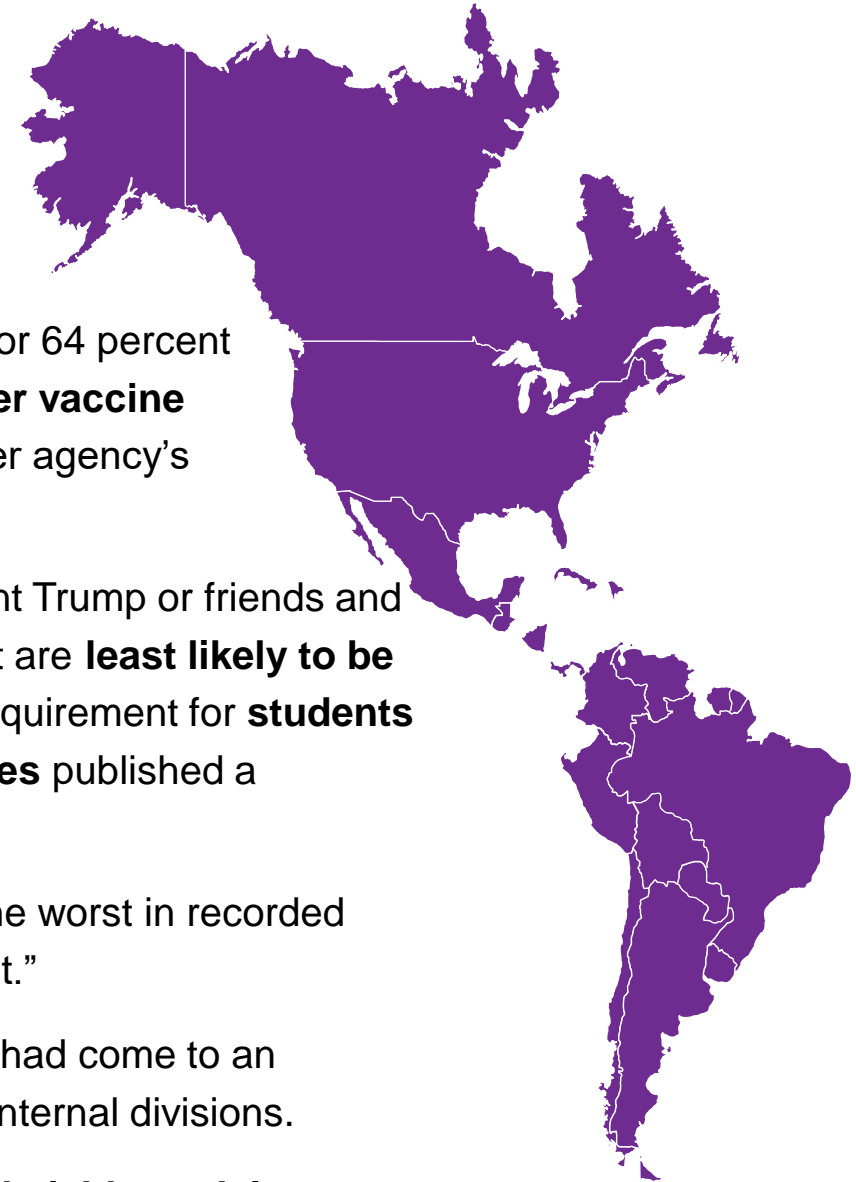 or 64 percent
er vaccine
er agency’s
nt Trump or friends and
t are least likely to be
quirement for students
es published a
ne worst in recorded
t.”
had come to an
nternal divisions.